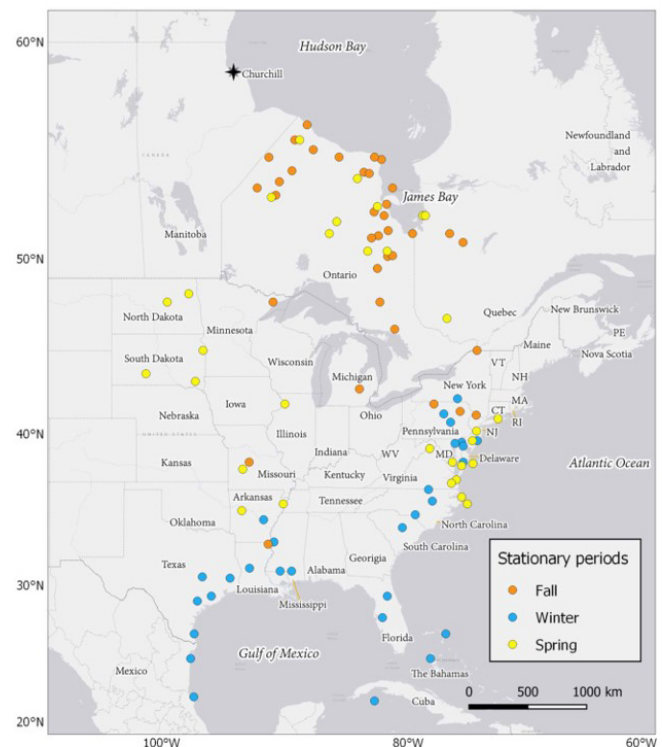 60°N
Hudson Bay
Churchill
Newfoundland
and
Labrador
CANADA
James Bay
Manitoba
50°N
Ontario
Quebec
North Dakota
New Brunswick
Minnesota
PE
Maine
Nova Scotia
South Dakota
Wisconsin
VT
Michigan
NH
New York
MA
Iowa
CT
RI
Nebraska
Ohio
Pennsylvania
NJ
Illinois
40°N
UNITED STATES
Indiana
WV
MD
Delaware
Kansas
Missouri
Kentucky
Virginia
Atlantic Ocean
Arkansas
Tennessee
Oklahoma
North Carolina
South Carolina
Georigia
Texas
Alabama
Louisiana
30°N
Mississippi
Florida
Gulf of Mexico
Mexico
The Bahamas
Cuba
20°N
Stationary periods
Fall
Winter
Spring
0 500 1000 km
100°W 80°W 60°W